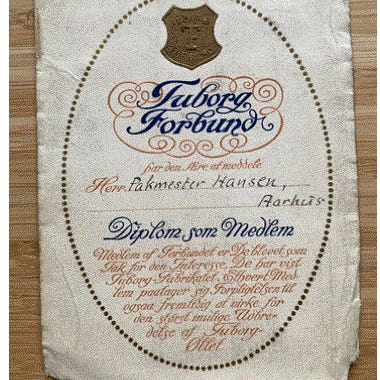 Tuborg
Forbund
har den Ære at meddele
Herr. Pakmester Hansen,
Aarhus
Diplom som Medlem
Medlem af Forbundet er De blevet som
Tak for den Interesse, De har vist
Tuborg-Fabrikatet. Ethvert Med-
lem paatager sig Forpligtelsen til
ogsaa fremtidig at virke for
den størst mulige Udbre-
delse af Tuborg-
Øllet